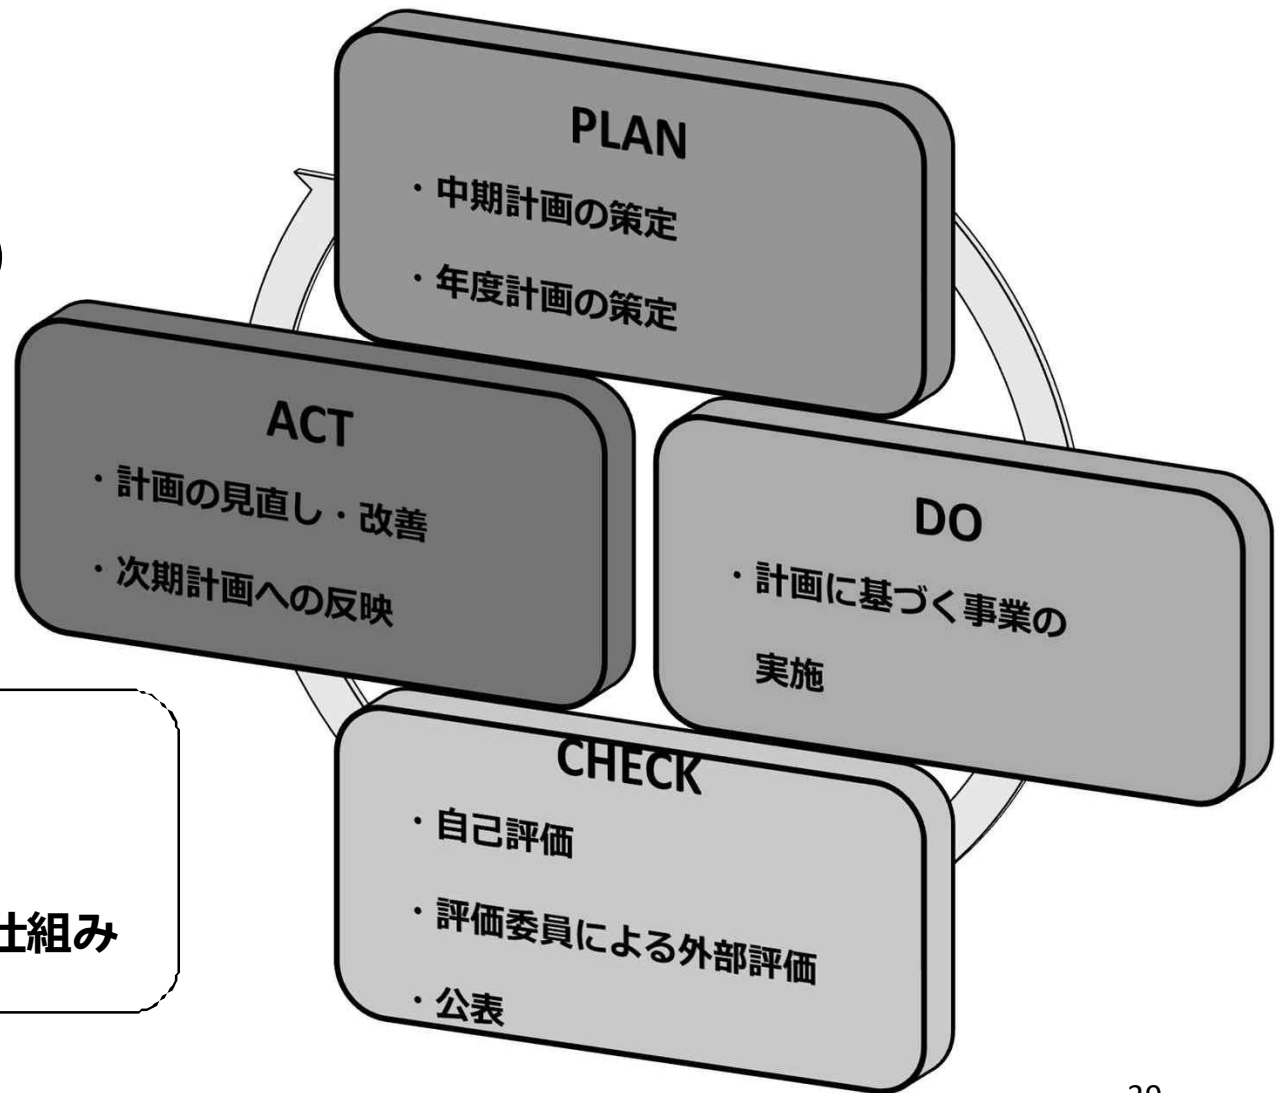 PLAN
・中期計画の策定
・年度計画の策定
)
ACT
・計画の見直し・改善
・次期計画への反映
DO
・計画に基づく事業の
実施
CHECK
・自己評価
・評価委員による外部評価
・公表
仕組み